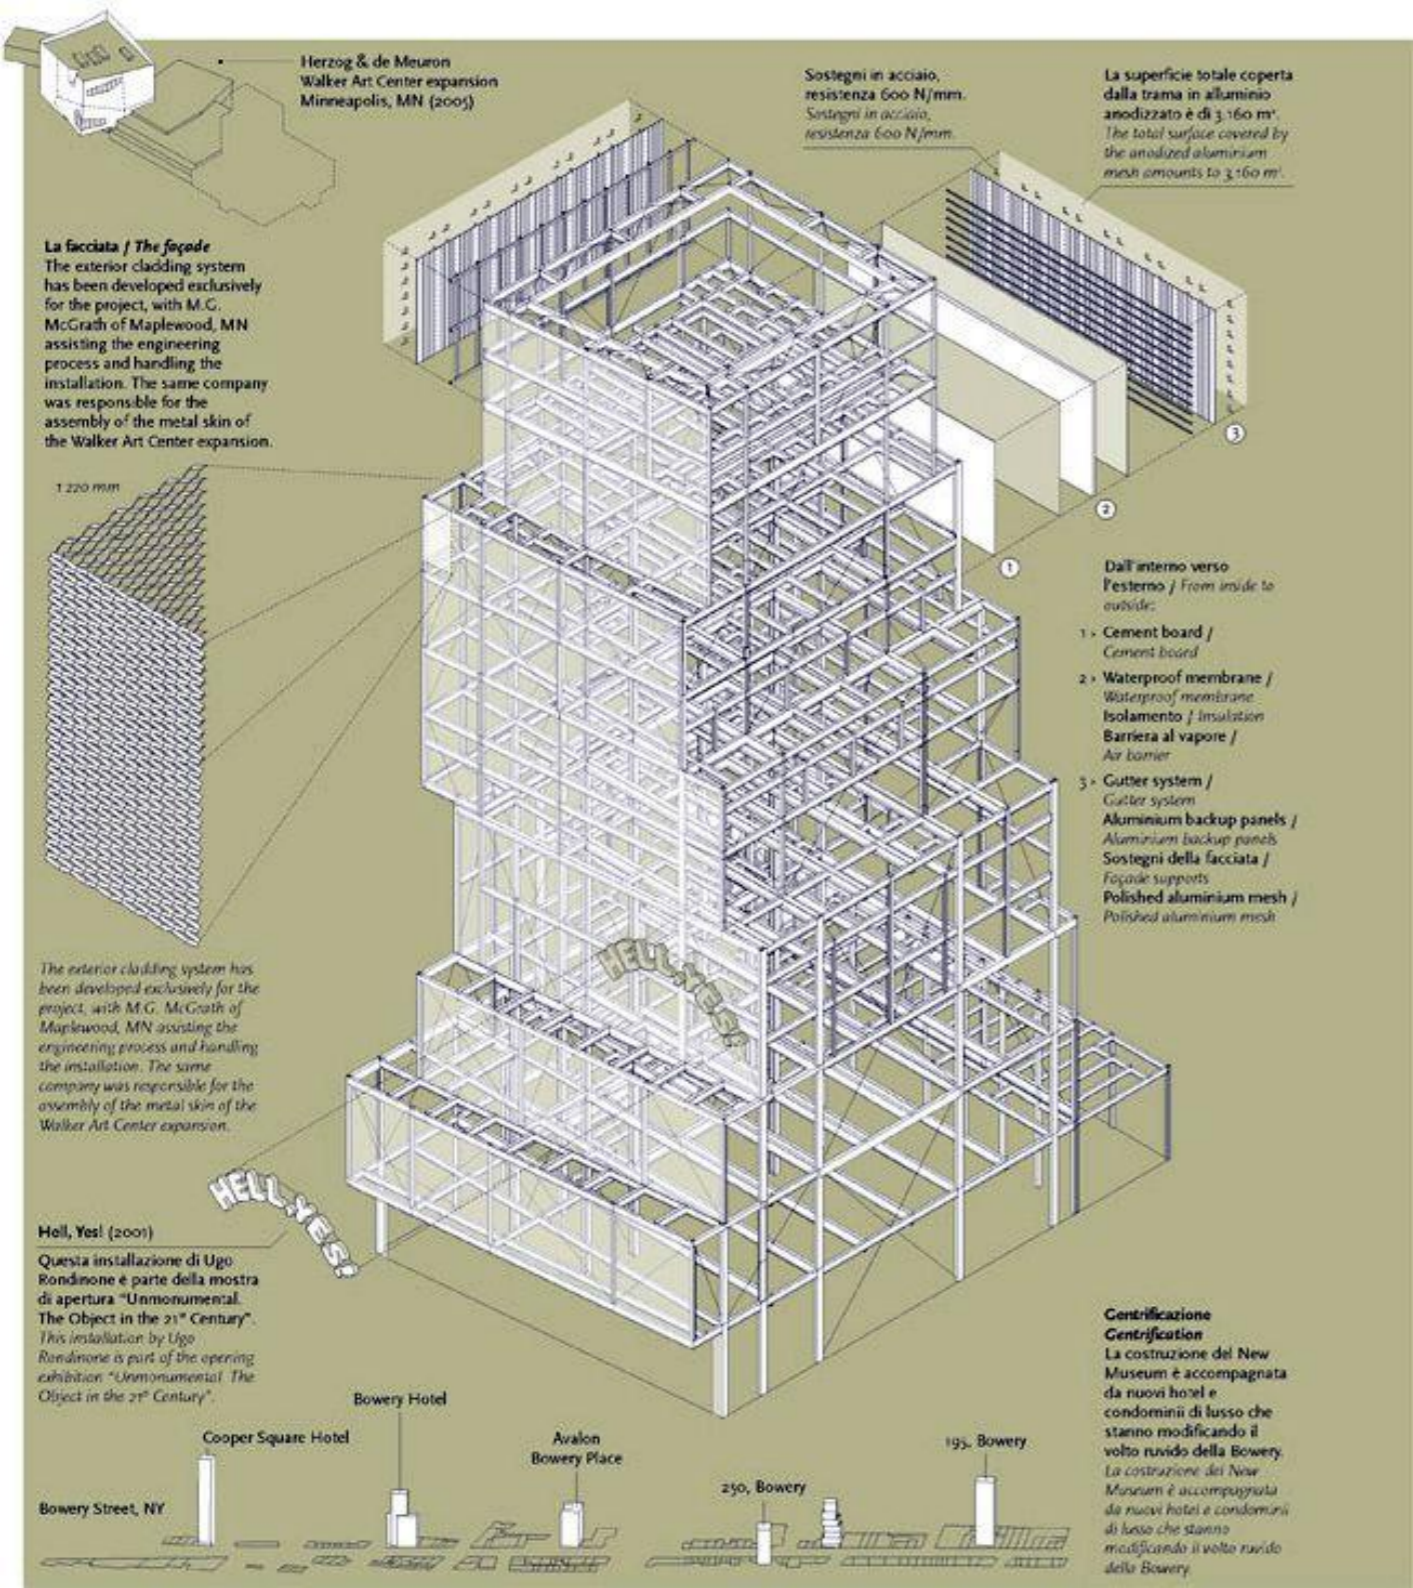 Herzog & de Meuron
Walker Art Center expansion
Minneapolis, MN (2005)
Sostegni in acciaio,
resistenza 600 N/mm.
Sostegni in acciaio,
resistenza 600 N/mm.
La superficie totale coperta
dalla trama in alluminio
anodizzato è di 3.160 m².
The total surface covered by
the anodized aluminium
mesh amounts to 3,160 m².
La facciata / The façade
The exterior cladding system
has been developed exclusively
for the project, with M.G.
McGrath of Maplewood, MN
assisting the engineering
process and handling the
installation. The same company
was responsible for the
assembly of the metal skin of
the Walker Art Center expansion.
1 220 mm
3
2
1
Dall'interno verso
l'esterno / From inside to
outside:
1 > Cement board /
Cement board
2 > Waterproof membrane /
Waterproof membrane
Isolamento / Insulation
Barriera al vapore /
Air barrier
3 > Gutter system /
Gutter system
Aluminium backup panels /
Aluminium backup panels
Sostegni della facciata /
Façade supports
Polished aluminium mesh /
Polished aluminium mesh
HELL, YES!
The exterior cladding system has
been developed exclusively for the
project, with M.G. McGrath of
Maplewood, MN assisting the
engineering process and handling
the installation. The same
company was responsible for the
assembly of the metal skin of the
Walker Art Center expansion.
HELL, YES!
Hell, Yes! (2001)
Questa installazione di Ugo
Rondinone è parte della mostra
di apertura "Unmonumental.
The Object in the 21st Century".
This installation by Ugo
Rondinone is part of the opening
exhibition "Unmonumental The
Object in the 21st Century".
Gentrificazione
Gentrification
La costruzione del New
Museum è accompagnata
da nuovi hotel e
condominii di lusso che
stanno modificando il
volto ruvido della Bowery.
La costruzione del New
Museum è accompagnata
da nuovi hotel e condominii
di lusso che stanno
modificando il volto ruvido
della Bowery.
Bowery Hotel
Cooper Square Hotel
Avalon
Bowery Place
195, Bowery
250, Bowery
Bowery Street, NY